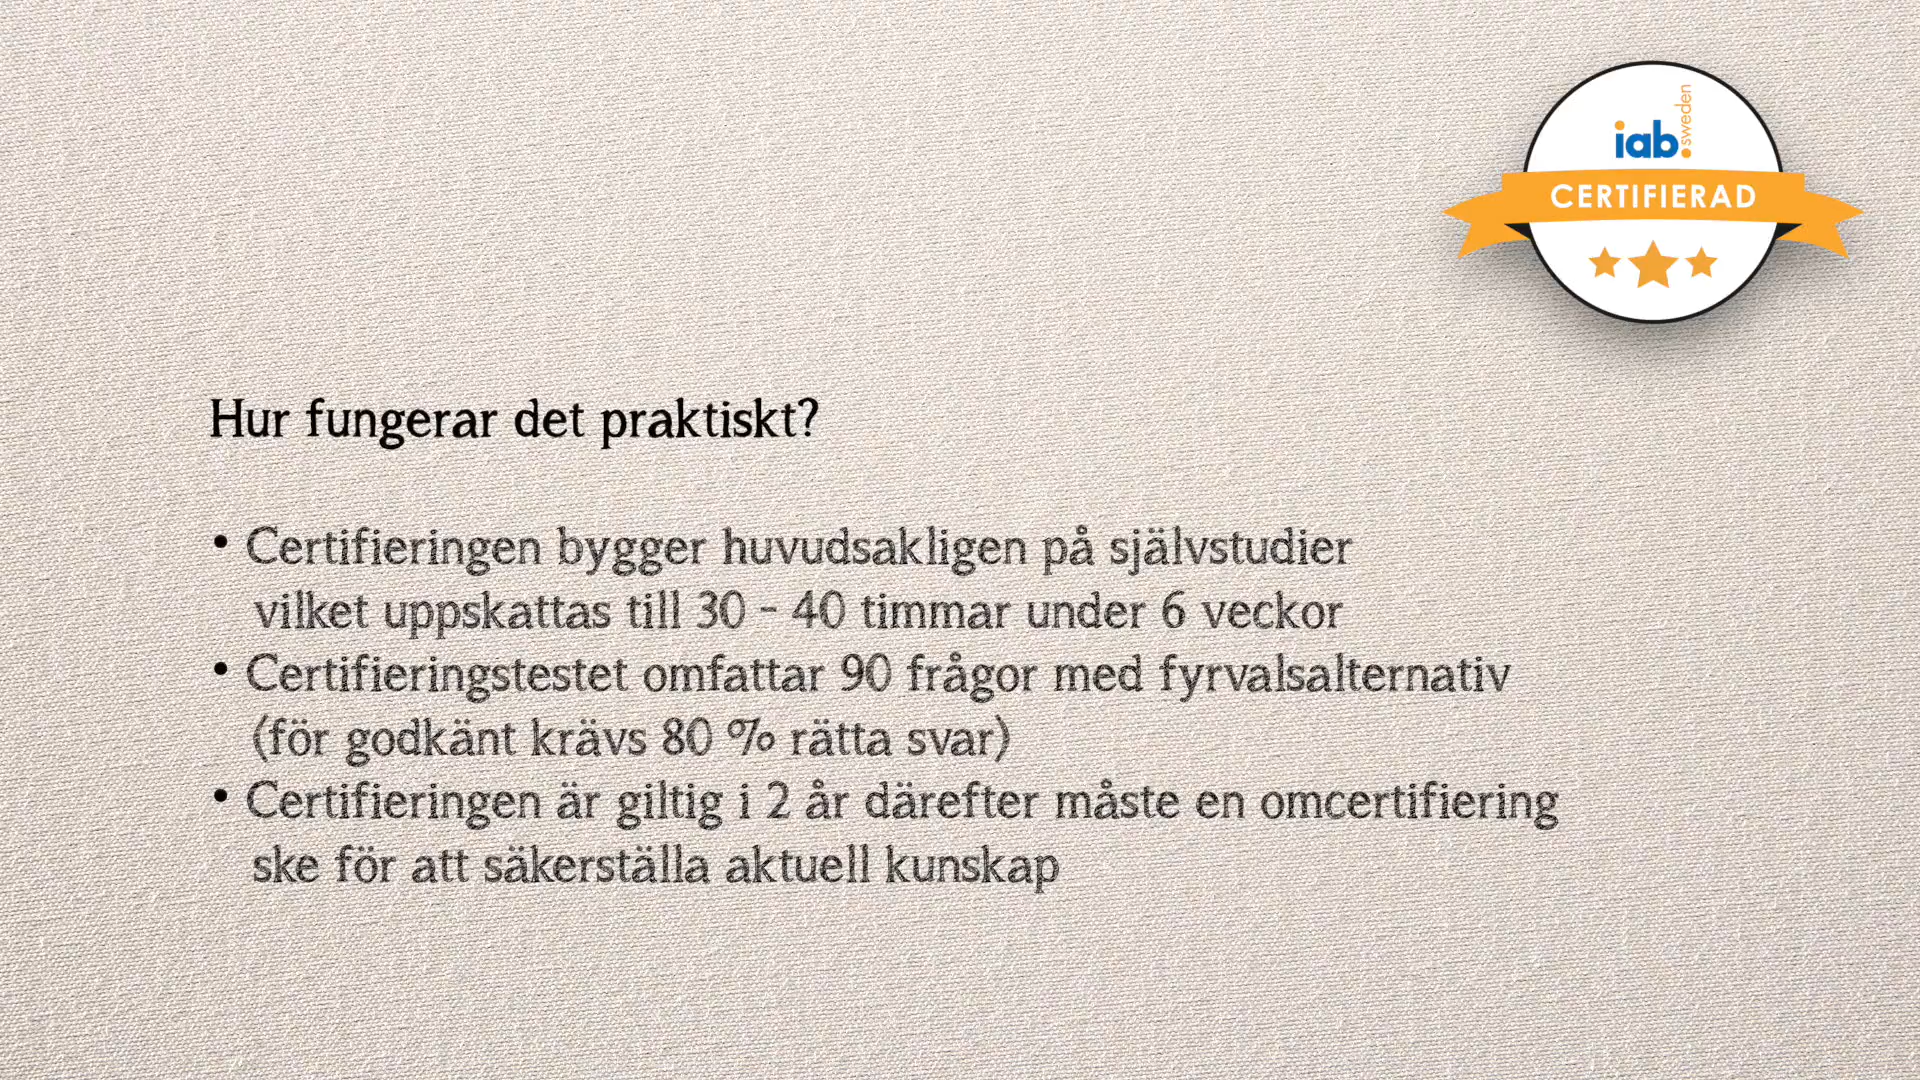 iab.sweden
CERTIFIERAD
Hur fungerar det praktiskt?
• Certifieringen bygger huvudsakligen på självstudier
vilket uppskattas till 30 - 40 timmar under 6 veckor
• Certifieringstestet omfattar 90 frågor med fyrvalsalternativ
(för godkänt krävs 80 % rätta svar)
• Certifieringen är giltig i 2 år därefter måste en omcertifiering
ske för att säkerställa aktuell kunskap